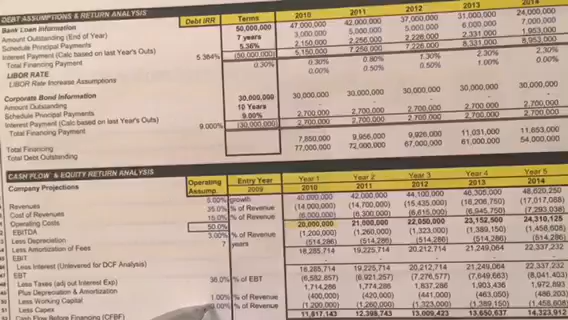 DEBT ASSUMPTIONS & RETURN ANALYSIS Debt IRR Terms 2010 2011 2012 2013 2014
Bank Loan Information 50,000,000 47,000,000 42,000,000 37,000,000 31,000,000 24,000,000
Amount Outstanding (End of Year) 7 years 3,000,000 5,000,000 5,000,000 6,000,000 7,000,000
Schedule Principal Payments 5.36% 2,150,000 2,256,000 2,226,000 2,331,000 1,953,000
Interest Payment (Calc based on last Year's Outs) 5.364% (50,000,000) 5,150,000 7,256,000 7,226,000 8,331,000 8,953,000
Total Financing Payment 0.30% 0.30% 0.80% 1.30% 2.30% 2.30%
LIBOR RATE 0.00% 0.50% 0.50% 1.00% 0.00%
LIBOR Rate Increase Assumptions
Corporate Bond Information 30,000,000 30,000,000 30,000,000 30,000,000 30,000,000 30,000,000
Amount Outstanding 10 Years - - - - -
Schedule Principal Payments 9.00% 2,700,000 2,700,000 2,700,000 2,700,000 2,700,000
Interest Payment (Calc based on last Year's Outs) 9.000% (30,000,000) 2,700,000 2,700,000 2,700,000 2,700,000 2,700,000
Total Financing Payment
Total Financing 7,850,000 9,956,000 9,926,000 11,031,000 11,653,000
Total Debt Outstanding 77,000,000 72,000,000 67,000,000 61,000,000 54,000,000
CASH FLOW & EQUITY RETURN ANALYSIS
Company Projections Operating Assump. Entry Year 2009 Year 1 2010 Year 2 2011 Year 3 2012 Year 4 2013 Year 5 2014
Revenues 5.00% growth 40,000,000 42,000,000 44,100,000 46,305,000 48,620,250
Cost of Revenues 35.0% % of Revenue (14,000,000) (14,700,000) (15,435,000) (16,206,750) (17,017,088)
Operating Costs 15.0% % of Revenue (6,000,000) (6,300,000) (6,615,000) (6,945,750) (7,293,038)
EBITDA 50.0% 20,000,000 21,000,000 22,050,000 23,152,500 24,310,125
Less Depreciation 3.00% % of Revenue (1,200,000) (1,260,000) (1,323,000) (1,389,150) (1,458,608)
Less Amortization of Fees 7 years (514,286) (514,286) (514,286) (514,286) (514,286)
EBIT 18,285,714 19,225,714 20,212,714 21,249,064 22,337,232
Less Interest (Unlevered for DCF Analysis) - - - - -
EBT 18,285,714 19,225,714 20,212,714 21,249,064 22,337,232
Less Taxes (adj out Interest Exp) 36.0% % of EBT (6,582,857) (6,921,257) (7,276,577) (7,649,663) (8,041,403)
Plus Depreciation & Amortization 1,714,286 1,774,286 1,837,286 1,903,436 1,972,893
Less Working Capital 1.00% % of Revenue (400,000) (420,000) (441,000) (463,050) (486,203)
Less Capex % of Revenue (1,200,000) (1,260,000) (1,323,000) (1,389,150) (1,458,608)
Cash Flow Before Financing (CFBF) 11,817,143 12,398,743 13,009,423 13,650,637 14,323,912